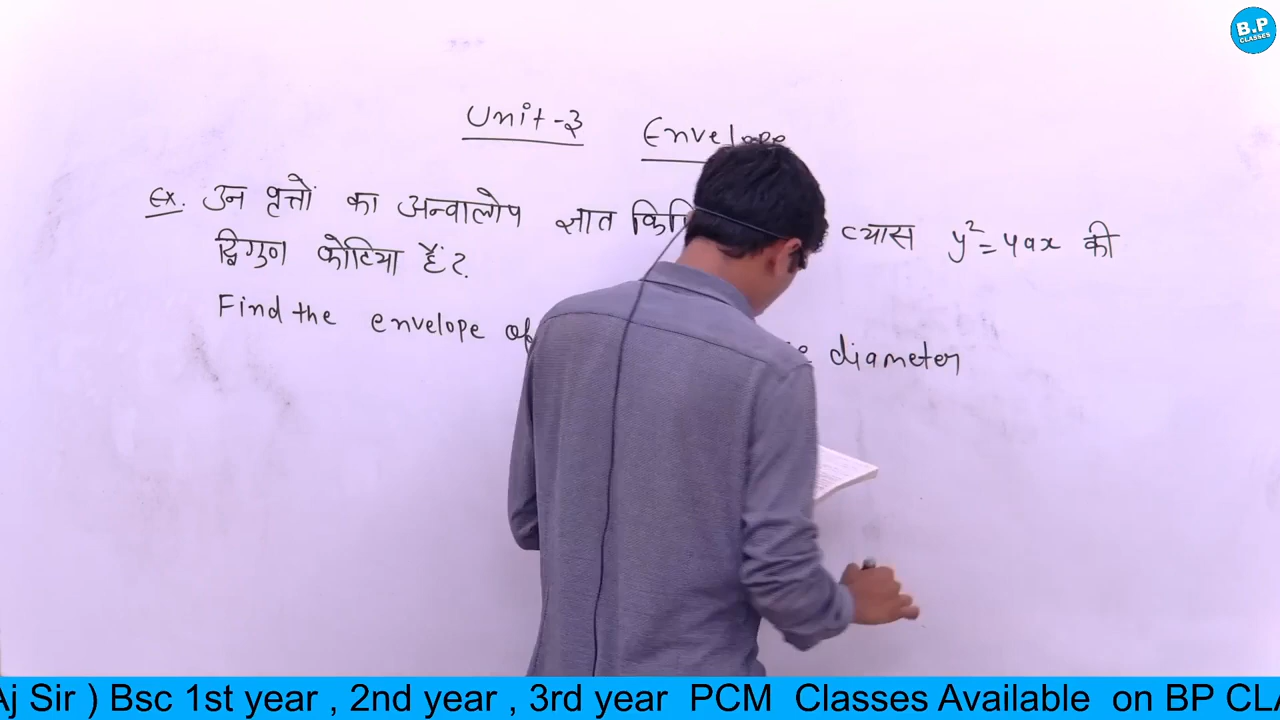 B.P
CLASSES
Unit-3 Envelope
Ex. उन वृत्तों का अन्वालोप ज्ञात व्यास y²=4ax की
द्विगुण कोटिया हैं?
Find the envelope of diameter
Aj Sir ) Bsc 1st year , 2nd year , 3rd year PCM Classes Available on BP